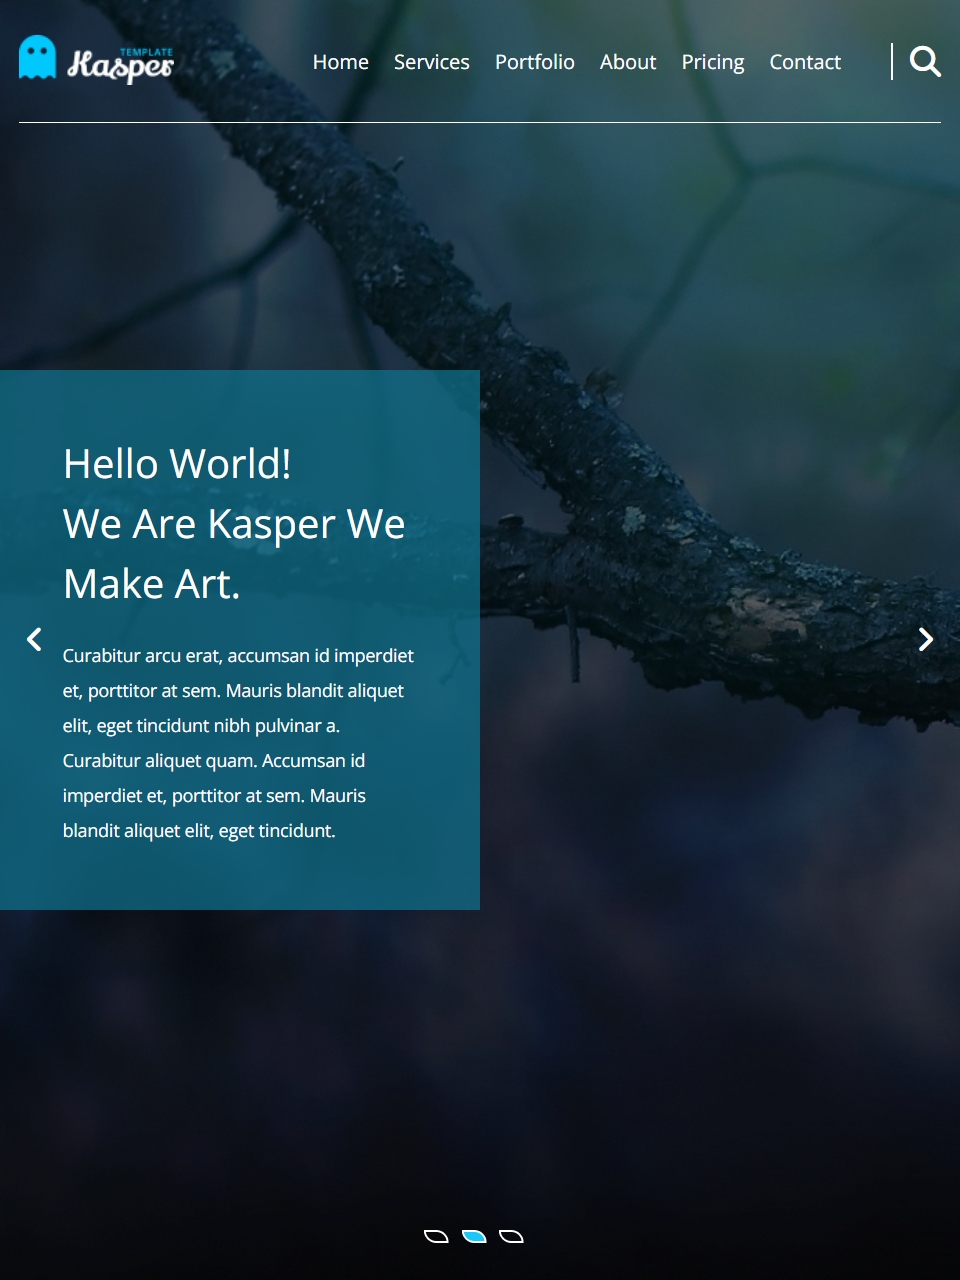 TEMPLATE
Kasper
Home Services Portfolio About Pricing Contact
Hello World!
We Are Kasper We
Make Art.
Curabitur arcu erat, accumsan id imperdiet
et, porttitor at sem. Mauris blandit aliquet
elit, eget tincidunt nibh pulvinar a.
Curabitur aliquet quam. Accumsan id
imperdiet et, porttitor at sem. Mauris
blandit aliquet elit, eget tincidunt.